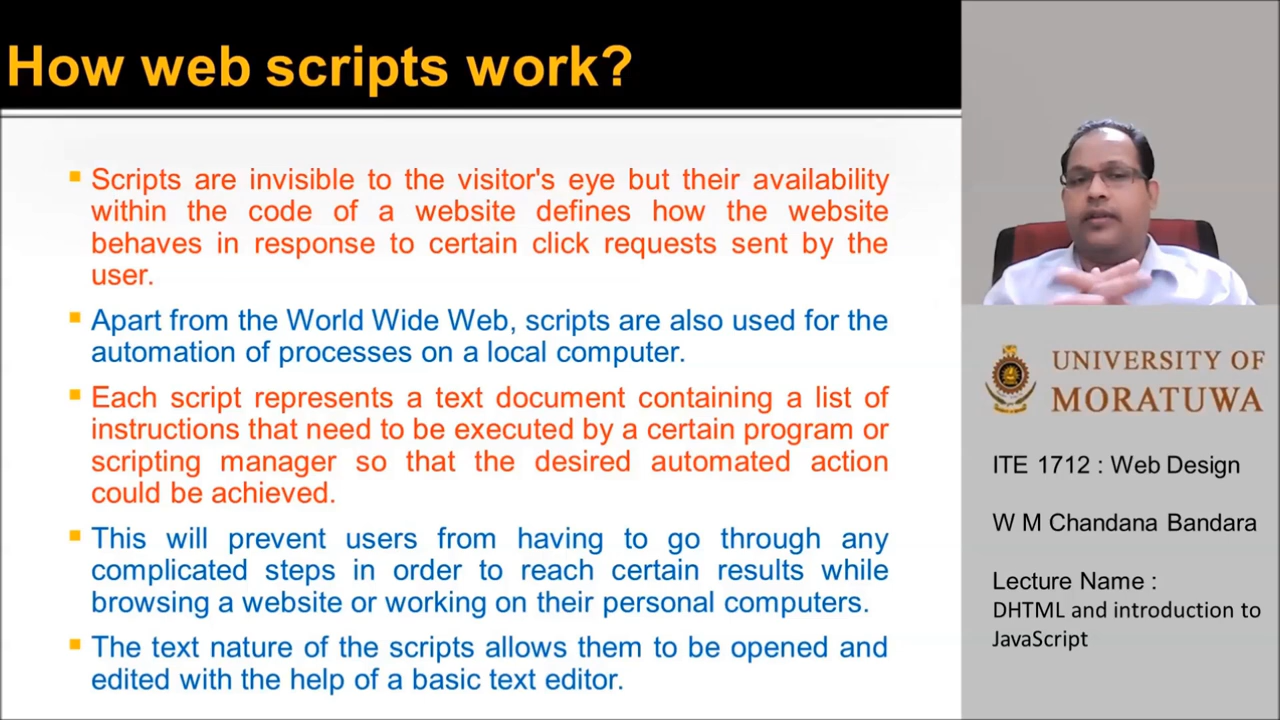 How web scripts work?
Scripts are invisible to the visitor's eye but their availability
within the code of a website defines how the website
behaves in response to certain click requests sent by the
user.
Apart from the World Wide Web, scripts are also used for the
automation of processes on a local computer.
Each script represents a text document containing a list of
instructions that need to be executed by a certain program or
scripting manager so that the desired automated action
could be achieved.
This will prevent users from having to go through any
complicated steps in order to reach certain results while
browsing a website or working on their personal computers.
The text nature of the scripts allows them to be opened and
edited with the help of a basic text editor.
UNIVERSITY OF
MORATUWA
ITE 1712 : Web Design
W M Chandana Bandara
Lecture Name :
DHTML and introduction to
JavaScript